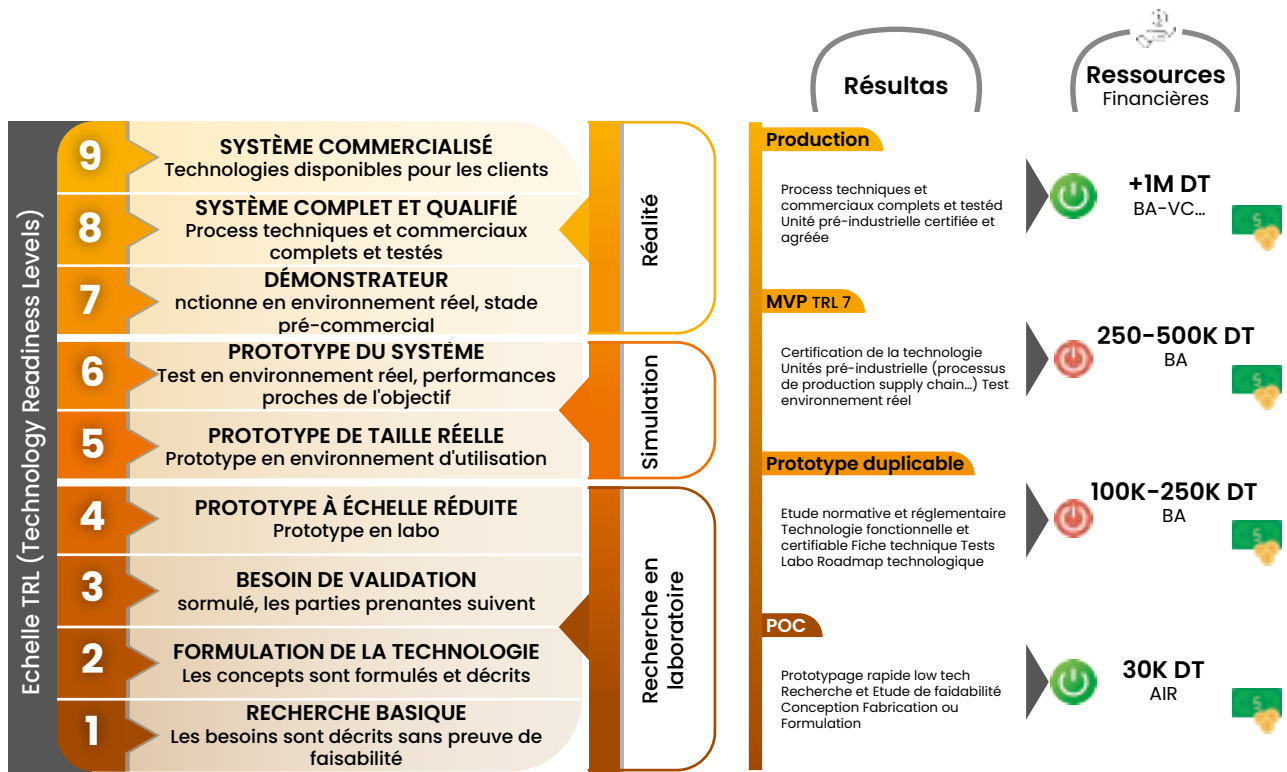 Echelle TRL (Technology Readiness Levels)
9
SYSTÈME COMMERCIALISÉ
Technologies disponibles pour les clients
8
SYSTÈME COMPLET ET QUALIFIÉ
Process techniques et commerciaux
complets et testés
7
DÉMONSTRATEUR
nctionne en environnement réel, stade
pré-commercial
6
PROTOTYPE DU SYSTÈME
Test en environnement réel, performances
proches de l'objectif
5
PROTOTYPE DE TAILLE RÉELLE
Prototype en environnement d'utilisation
4
PROTOTYPE À ÉCHELLE RÉDUITE
Prototype en labo
3
BESOIN DE VALIDATION
sormulé, les parties prenantes suivent
2
FORMULATION DE LA TECHNOLOGIE
Les concepts sont formulés et décrits
1
RECHERCHE BASIQUE
Les besoins sont décrits sans preuve de
faisabilité
Réalité
Simulation
Recherche en
laboratoire
Résultas
Ressources
Financières
Production
Process techniques et
commerciaux complets et testéd
Unité pré-industrielle certifiée et
agréée
+1M DT
BA-VC...
MVP TRL 7
Certification de la technologie
Unités pré-industrielle (processus
de production supply chain...) Test
environnement réel
250-500K DT
BA
Prototype duplicable
Etude normative et réglementaire
Technologie fonctionnelle et
certifiable Fiche technique Tests
Labo Roadmap technologique
100K-250K DT
BA
POC
Prototypage rapide low tech
Recherche et Etude de faidabilité
Conception Fabrication ou
Formulation
30K DT
AIR